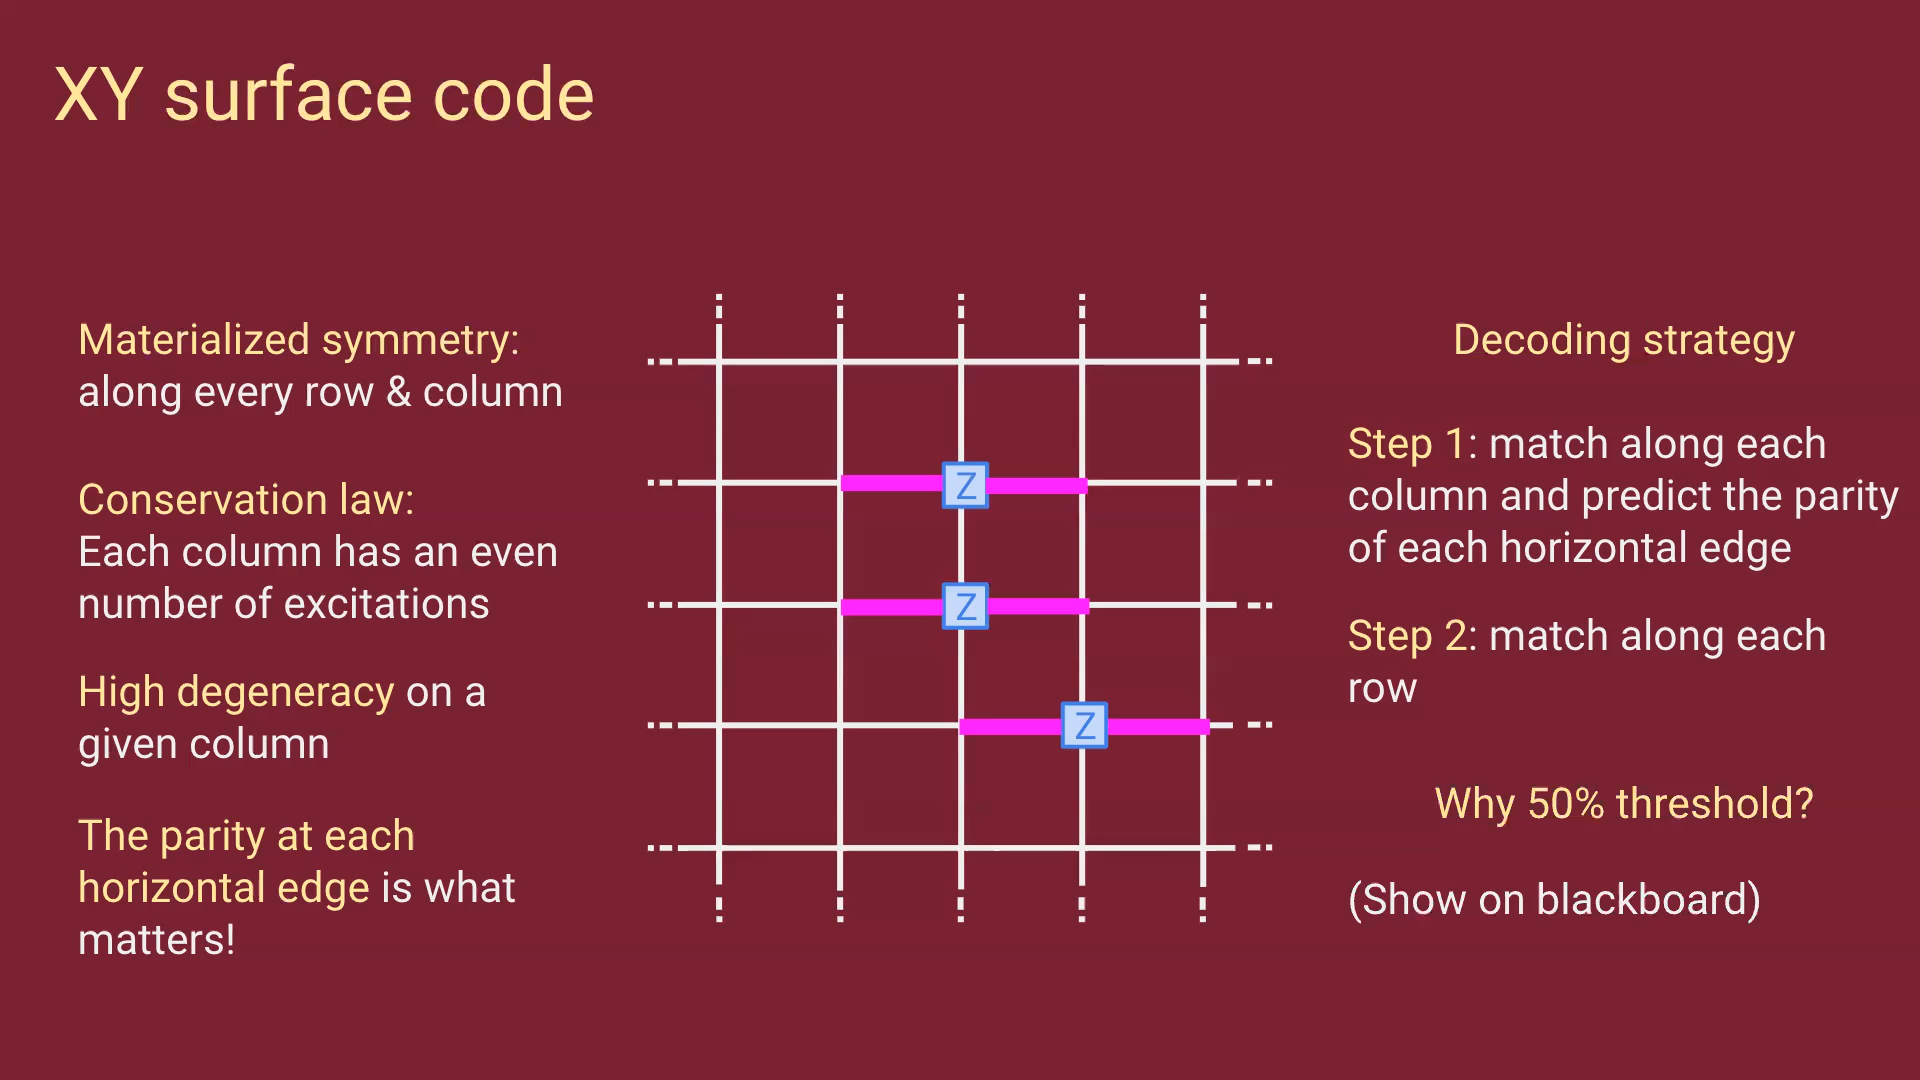 XY surface code
Materialized symmetry:
along every row & column
Conservation law:
Each column has an even
number of excitations
High degeneracy on a
given column
The parity at each
horizontal edge is what
matters!
Z
Z
Z
Decoding strategy
Step 1: match along each
column and predict the parity
of each horizontal edge
Step 2: match along each
row
Why 50% threshold?
(Show on blackboard)